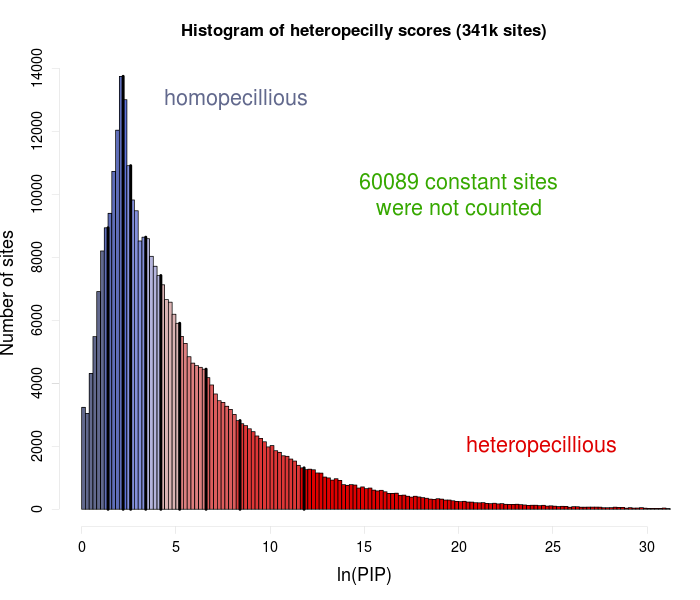 Histogram of heteropecilly scores (341k sites)
homopecillious
60089 constant sites
were not counted
heteropecillious
Number of sites
14000
12000
10000
8000
6000
4000
2000
0
0 5 10 15 20 25 30
ln(PIP)